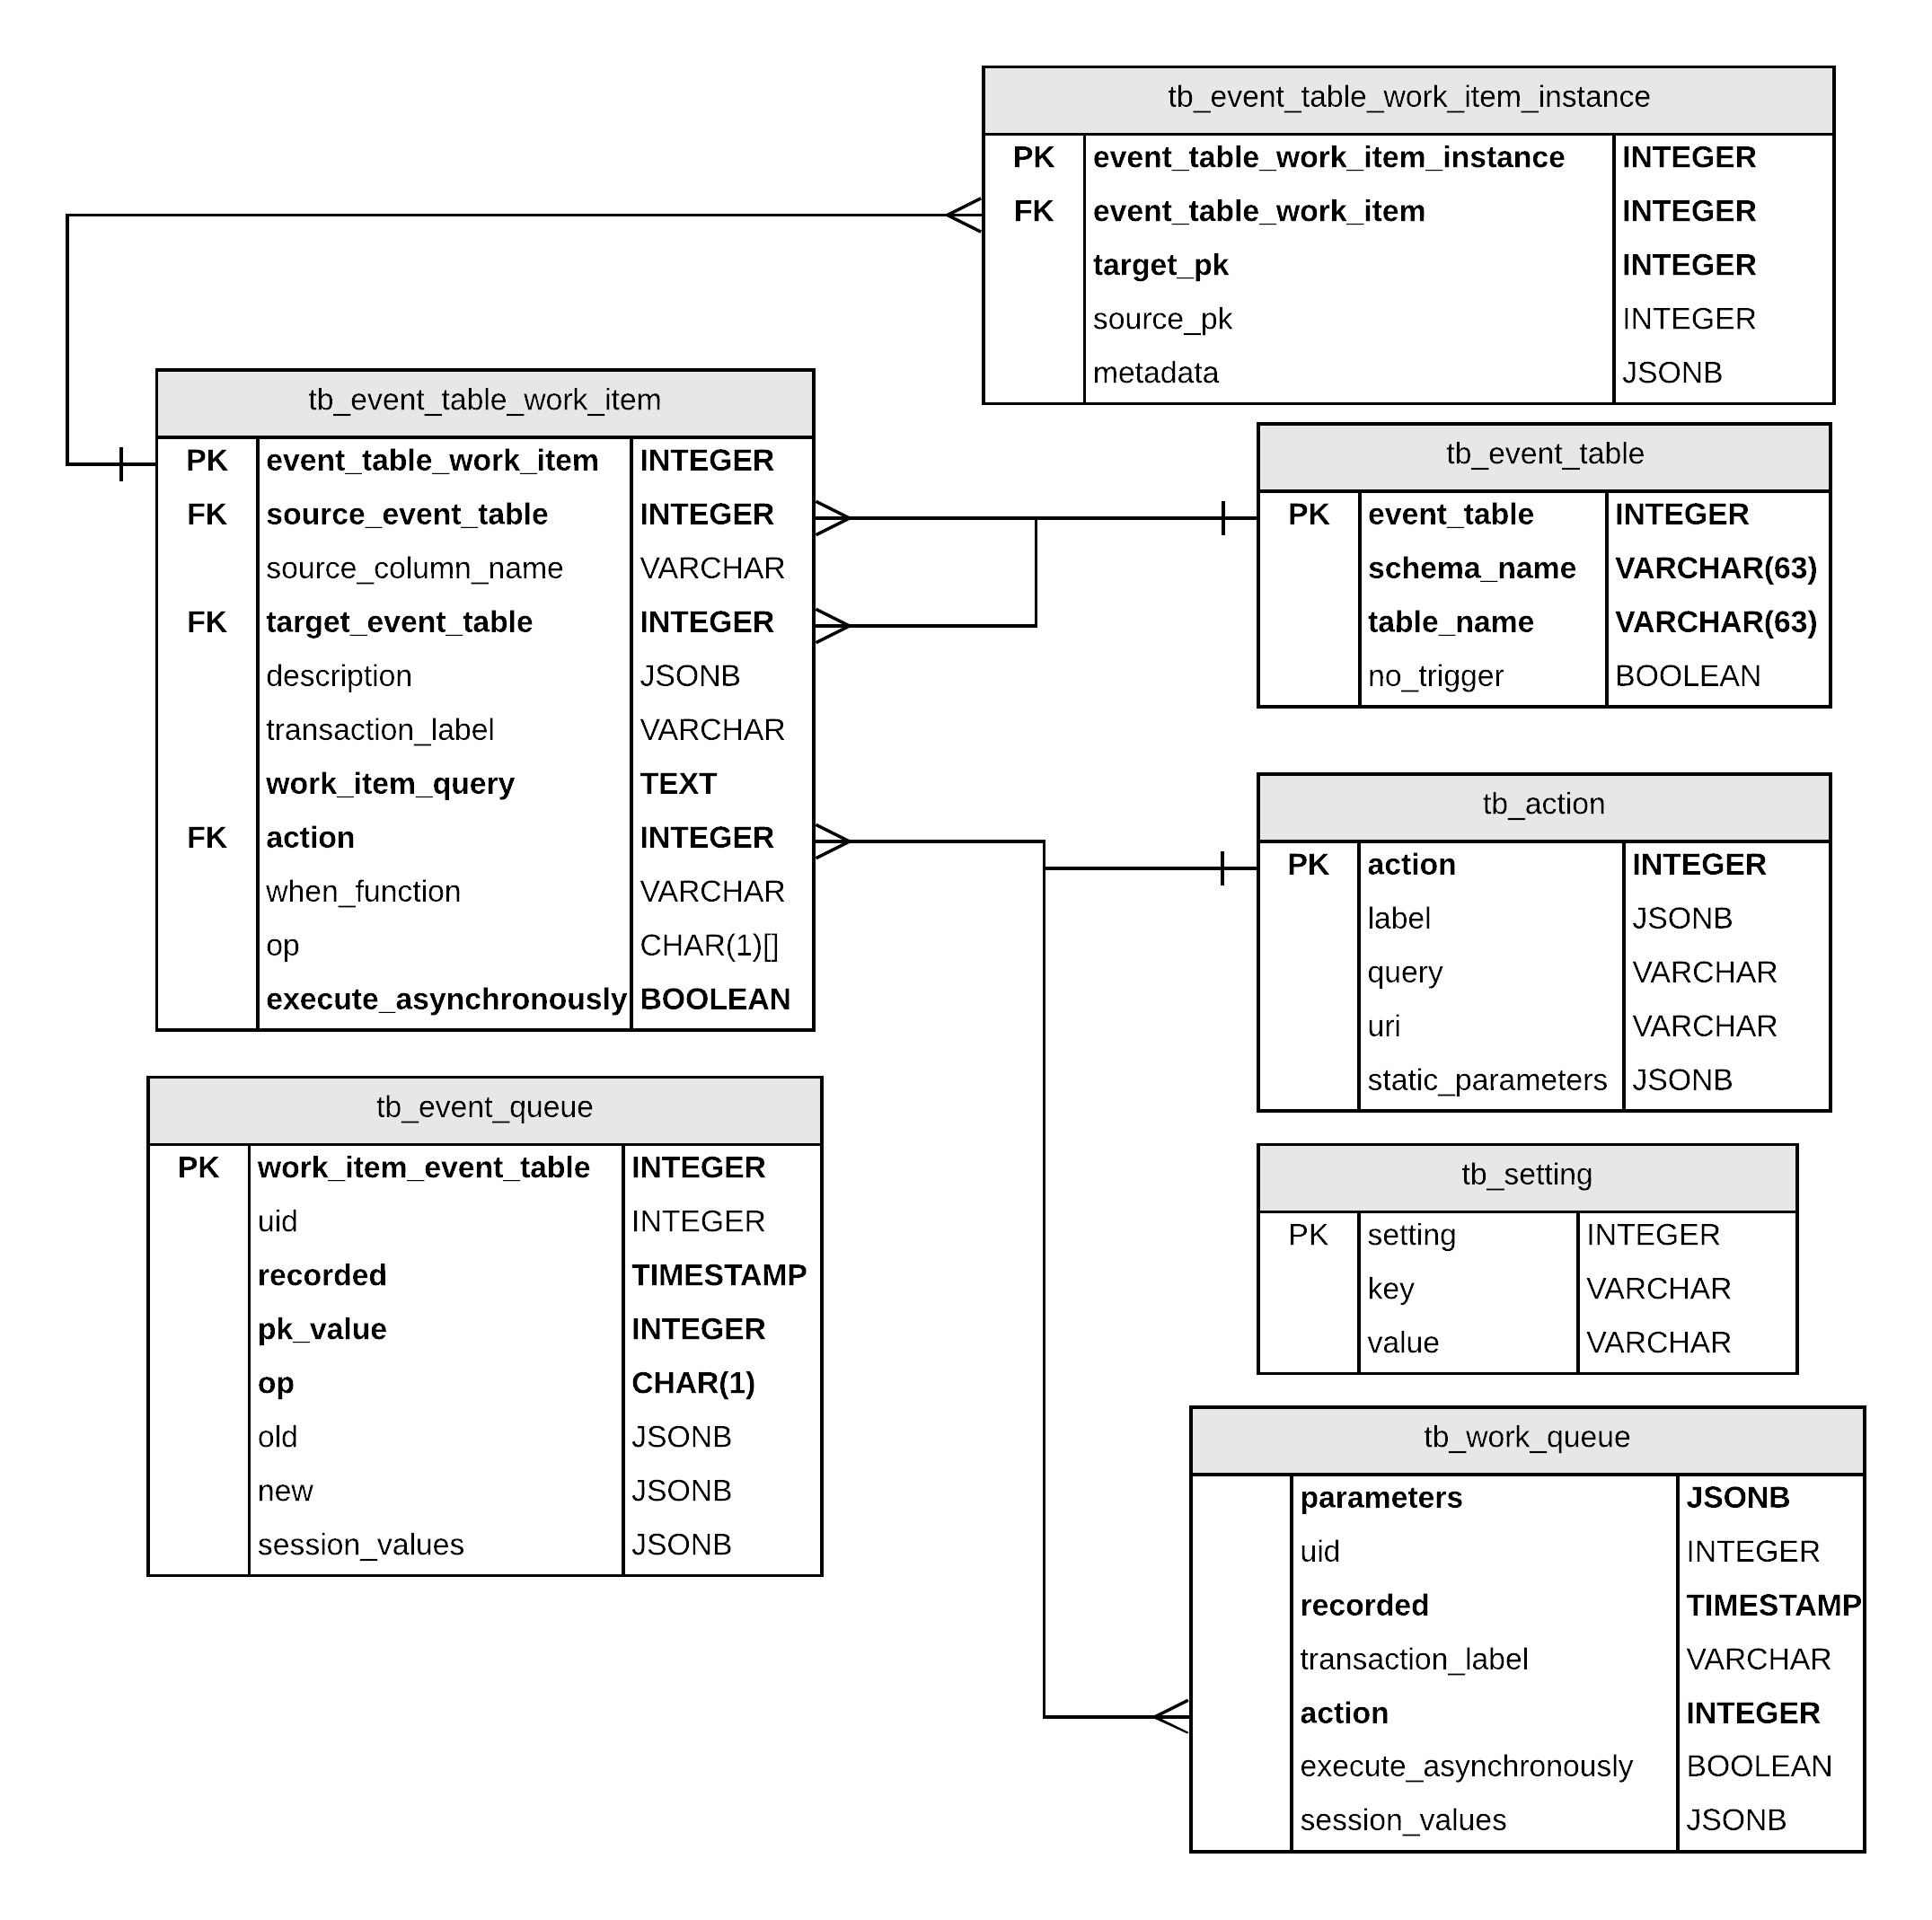 tb_event_table_work_item_instance
PK event_table_work_item_instance INTEGER
FK event_table_work_item INTEGER
target_pk INTEGER
source_pk INTEGER
metadata JSONB
tb_event_table_work_item
PK event_table_work_item INTEGER
FK source_event_table INTEGER
source_column_name VARCHAR
FK target_event_table INTEGER
description JSONB
transaction_label VARCHAR
work_item_query TEXT
FK action INTEGER
when_function VARCHAR
op CHAR(1)[]
execute_asynchronously BOOLEAN
tb_event_table
PK event_table INTEGER
schema_name VARCHAR(63)
table_name VARCHAR(63)
no_trigger BOOLEAN
tb_action
PK action INTEGER
label JSONB
query VARCHAR
uri VARCHAR
static_parameters JSONB
tb_event_queue
PK work_item_event_table INTEGER
uid INTEGER
recorded TIMESTAMP
pk_value INTEGER
op CHAR(1)
old JSONB
new JSONB
session_values JSONB
tb_setting
PK setting INTEGER
key VARCHAR
value VARCHAR
tb_work_queue
parameters JSONB
uid INTEGER
recorded TIMESTAMP
transaction_label VARCHAR
action INTEGER
execute_asynchronously BOOLEAN
session_values JSONB